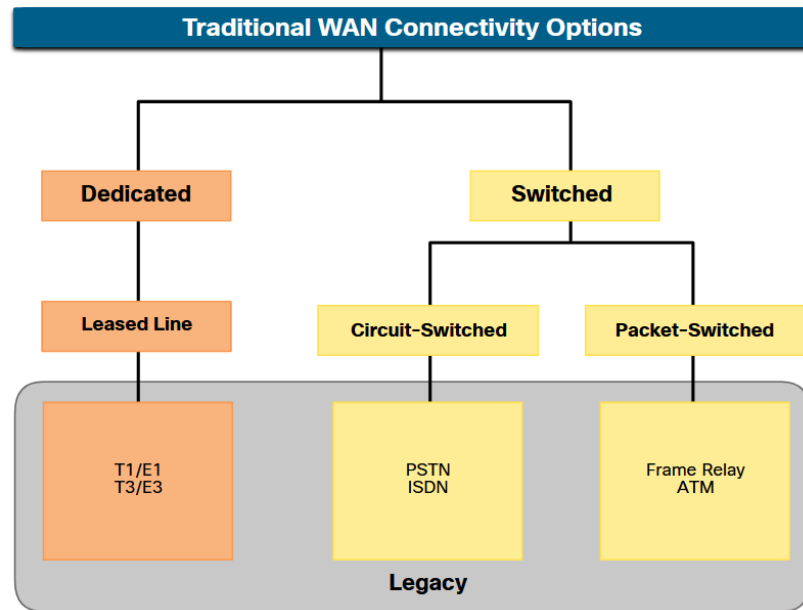 Traditional WAN Connectivity Options
Dedicated
Switched
Leased Line
Circuit-Switched
Packet-Switched
T1/E1
T3/E3
PSTN
ISDN
Frame Relay
ATM
Legacy